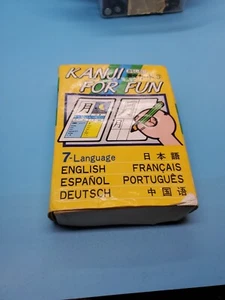 KANJI
FOR FUN
月
7-Language 日本語
ENGLISH FRANÇAIS
ESPAÑOL PORTUGUÊS
DEUTSCH 中国语